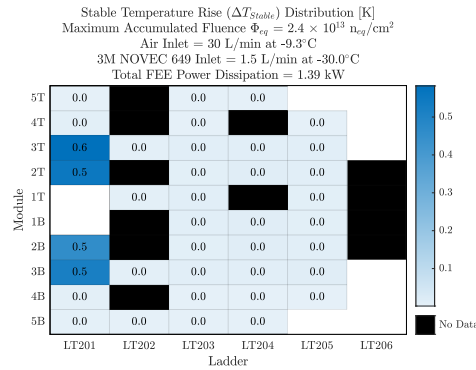 Stable Temperature Rise (ΔT_Stable) Distribution [K]
Maximum Accumulated Fluence Φ_eq = 2.4 × 10^13 n_eq/cm^2
Air Inlet = 30 L/min at -9.3°C
3M NOVEC 649 Inlet = 1.5 L/min at -30.0°C
Total FEE Power Dissipation = 1.39 kW
Module
5T 0.0 0.0 0.0
4T 0.0 0.0 0.0
3T 0.6 0.0 0.0 0.0 0.0
2T 0.5 0.0 0.0 0.0
1T 0.0 0.0 0.0
1B 0.0 0.0 0.0
2B 0.5 0.0 0.0 0.0
3B 0.5 0.0 0.0 0.0 0.0
4B 0.0 0.0 0.0 0.0
5B 0.0 0.0 0.0 0.0
LT201 LT202 LT203 LT204 LT205 LT206
Ladder
0.5
0.4
0.3
0.2
0.1
No Data